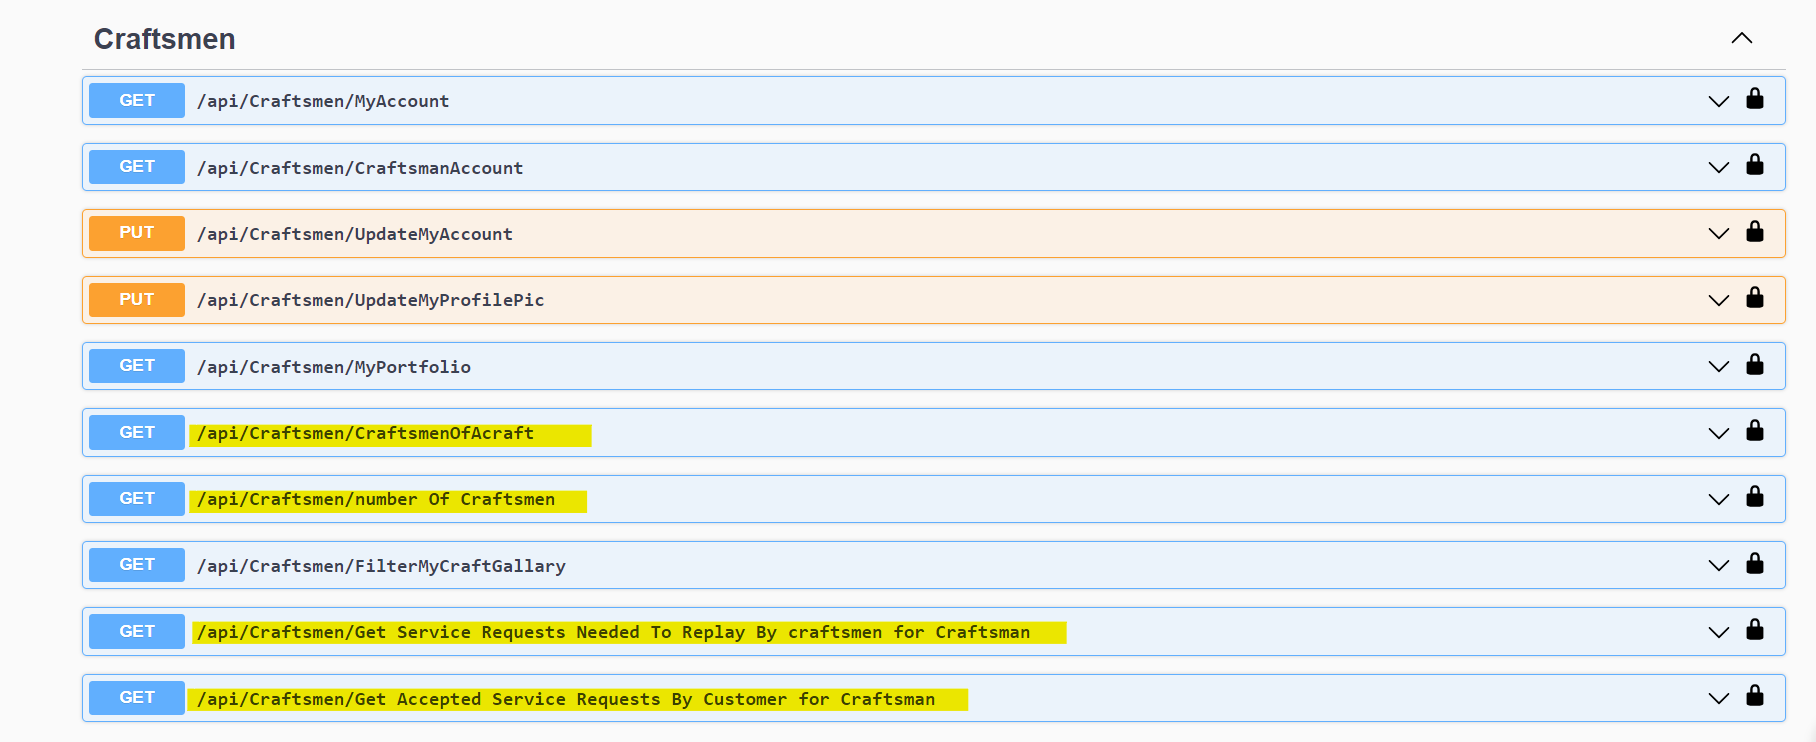 Craftsmen
GET /api/Craftsmen/MyAccount
GET /api/Craftsmen/CraftsmanAccount
PUT /api/Craftsmen/UpdateMyAccount
PUT /api/Craftsmen/UpdateMyProfilePic
GET /api/Craftsmen/MyPortfolio
GET /api/Craftsmen/CraftsmenOfAcraft
GET /api/Craftsmen/number Of Craftsmen
GET /api/Craftsmen/FilterMyCraftGallary
GET /api/Craftsmen/Get Service Requests Needed To Replay By craftsmen for Craftsman
GET /api/Craftsmen/Get Accepted Service Requests By Customer for Craftsman